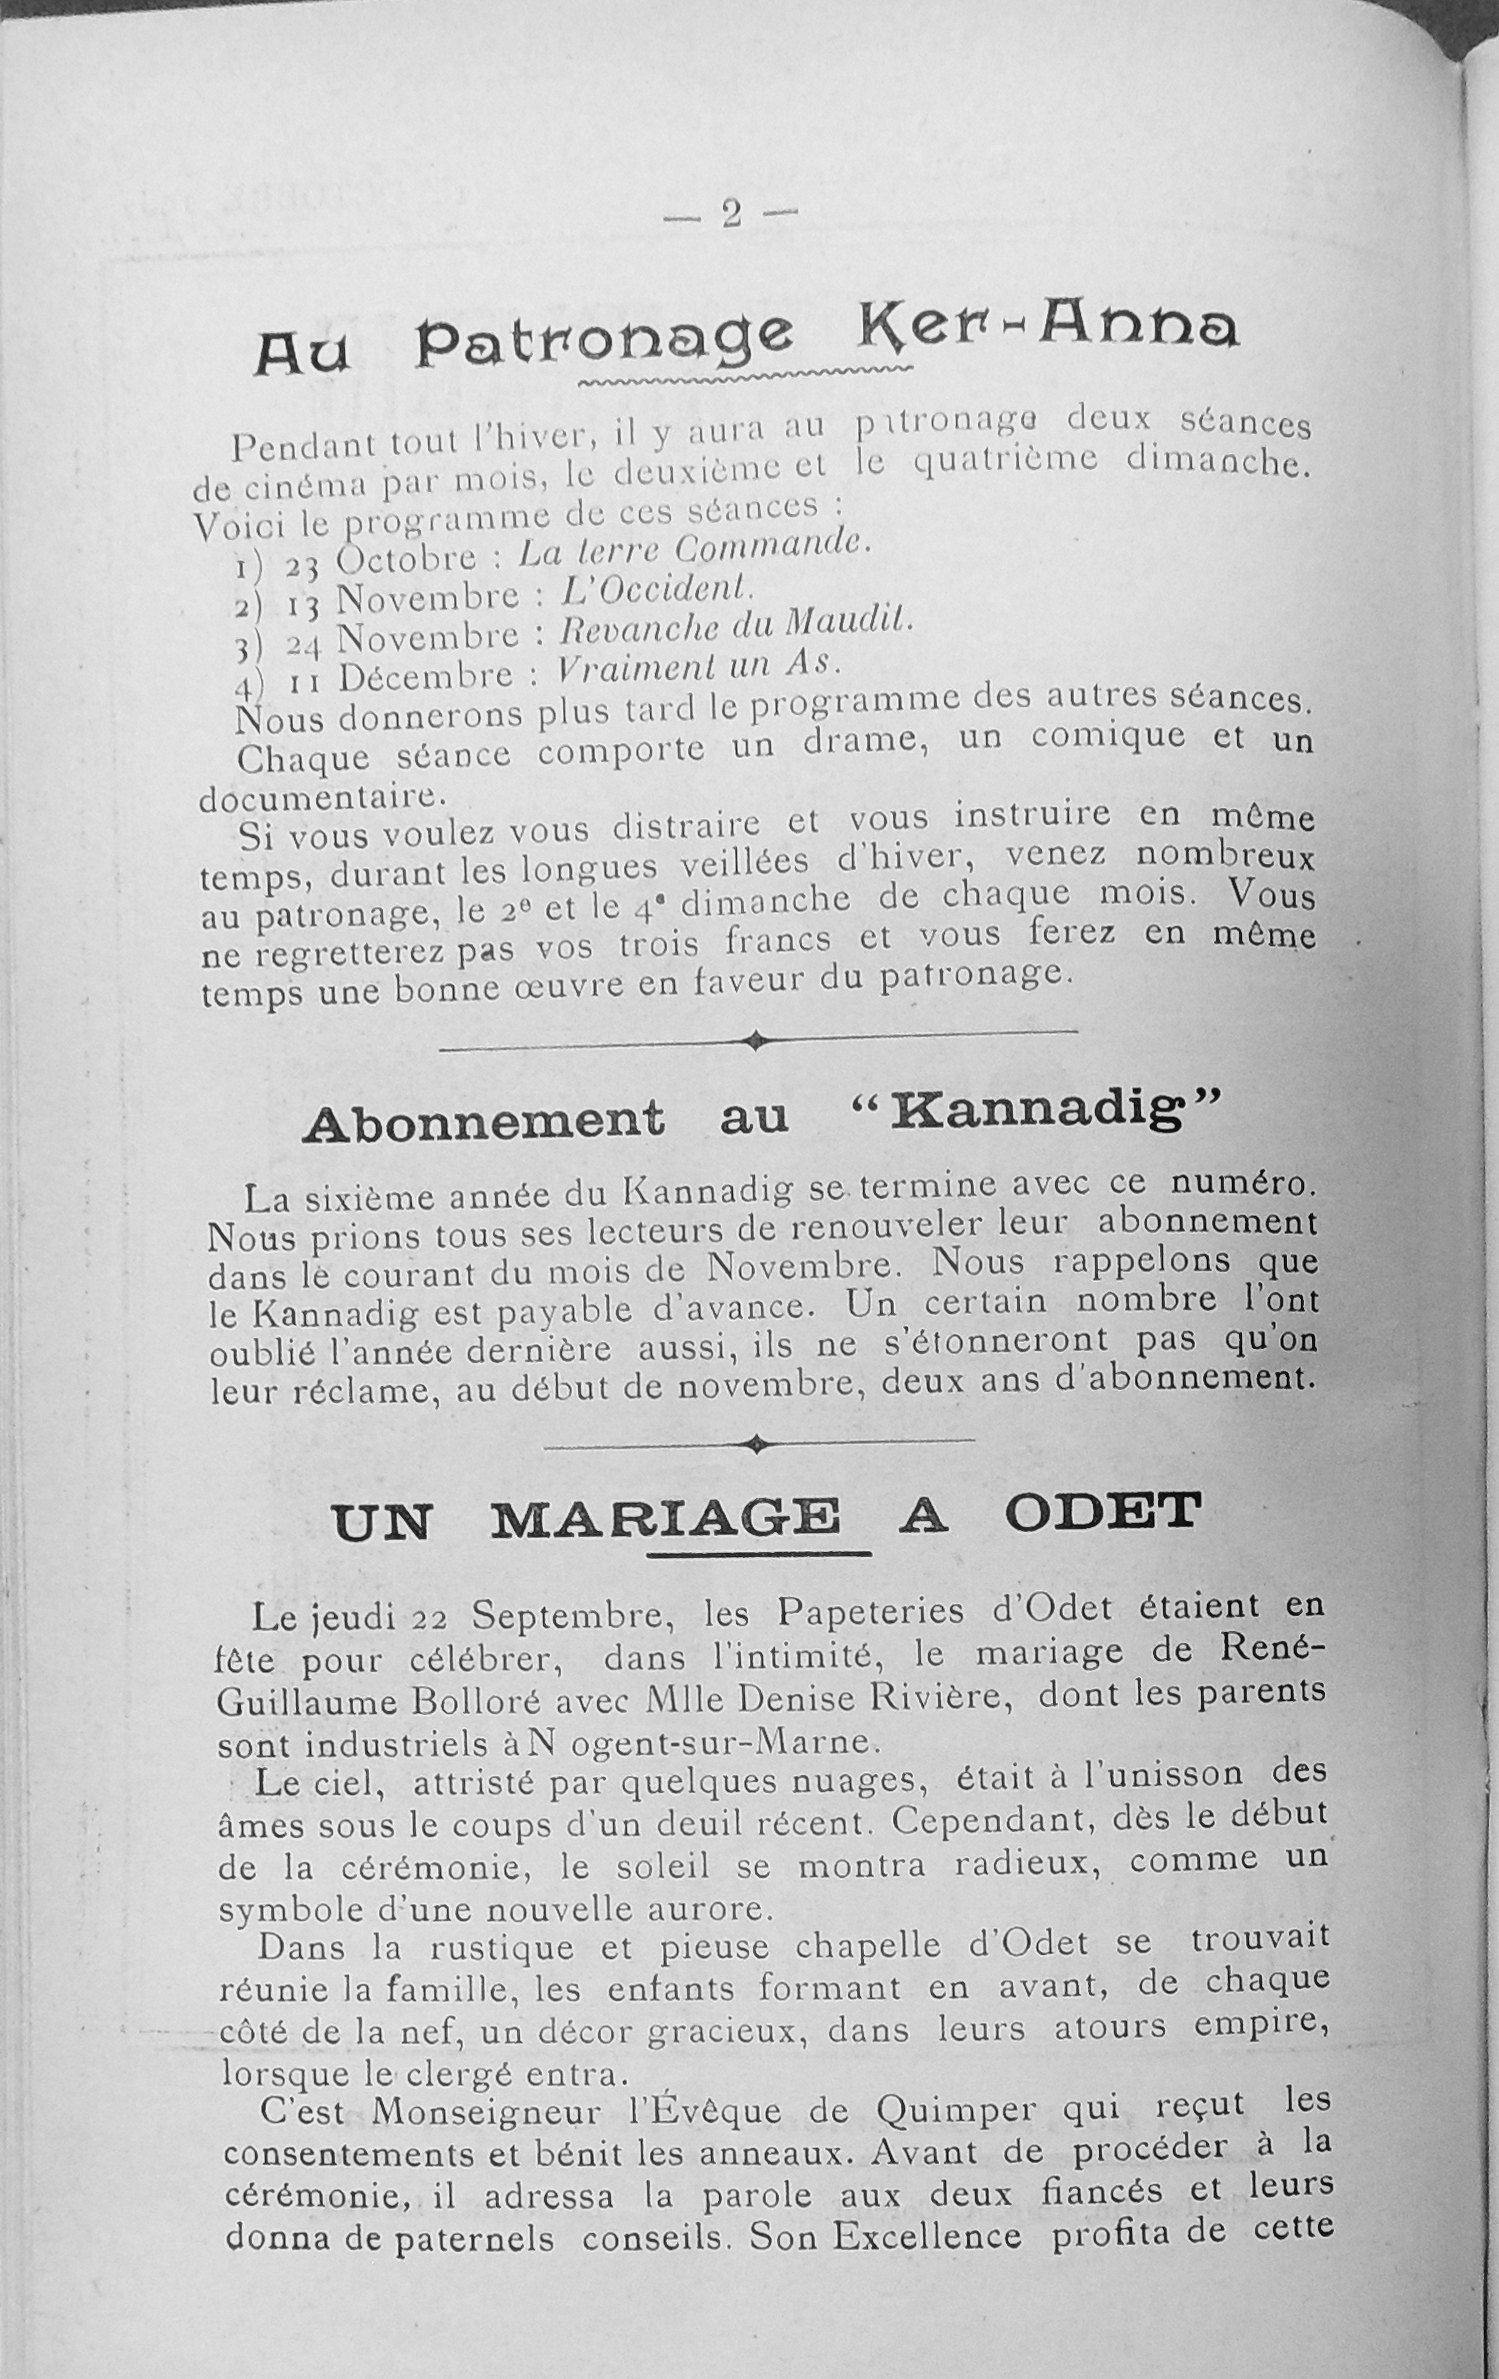 — 2 —
Au Patronage Ker-Anna
Pendant tout l'hiver, il y aura au patronage deux séances
de cinéma par mois, le deuxième et le quatrième dimanche.
Voici le programme de ces séances :
1) 23 Octobre : La terre Commande.
2) 13 Novembre : L'Occident.
3) 24 Novembre : Revanche du Maudit.
4) 11 Décembre : Vraiment un As.
Nous donnerons plus tard le programme des autres séances.
Chaque séance comporte un drame, un comique et un
documentaire.
Si vous voulez vous distraire et vous instruire en même
temps, durant les longues veillées d'hiver, venez nombreux
au patronage, le 2e et le 4e dimanche de chaque mois. Vous
ne regretterez pas vos trois francs et vous ferez en même
temps une bonne œuvre en faveur du patronage.
Abonnement au “Kannadig”
La sixième année du Kannadig se termine avec ce numéro.
Nous prions tous ses lecteurs de renouveler leur abonnement
dans le courant du mois de Novembre. Nous rappelons que
le Kannadig est payable d'avance. Un certain nombre l'ont
oublié l'année dernière aussi, ils ne s'étonneront pas qu'on
leur réclame, au début de novembre, deux ans d'abonnement.
UN MARIAGE A ODET
Le jeudi 22 Septembre, les Papeteries d'Odet étaient en
fête pour célébrer, dans l'intimité, le mariage de René-
Guillaume Bolloré avec Mlle Denise Rivière, dont les parents
sont industriels àN ogent-sur-Marne.
Le ciel, attristé par quelques nuages, était à l'unisson des
âmes sous le coups d'un deuil récent. Cependant, dès le début
de la cérémonie, le soleil se montra radieux, comme un
symbole d'une nouvelle aurore.
Dans la rustique et pieuse chapelle d'Odet se trouvait
réunie la famille, les enfants formant en avant, de chaque
côté de la nef, un décor gracieux, dans leurs atours empire,
lorsque le clergé entra.
C'est Monseigneur l'Évêque de Quimper qui reçut les
consentements et bénit les anneaux. Avant de procéder à la
cérémonie, il adressa la parole aux deux fiancés et leurs
donna de paternels conseils. Son Excellence profita de cette